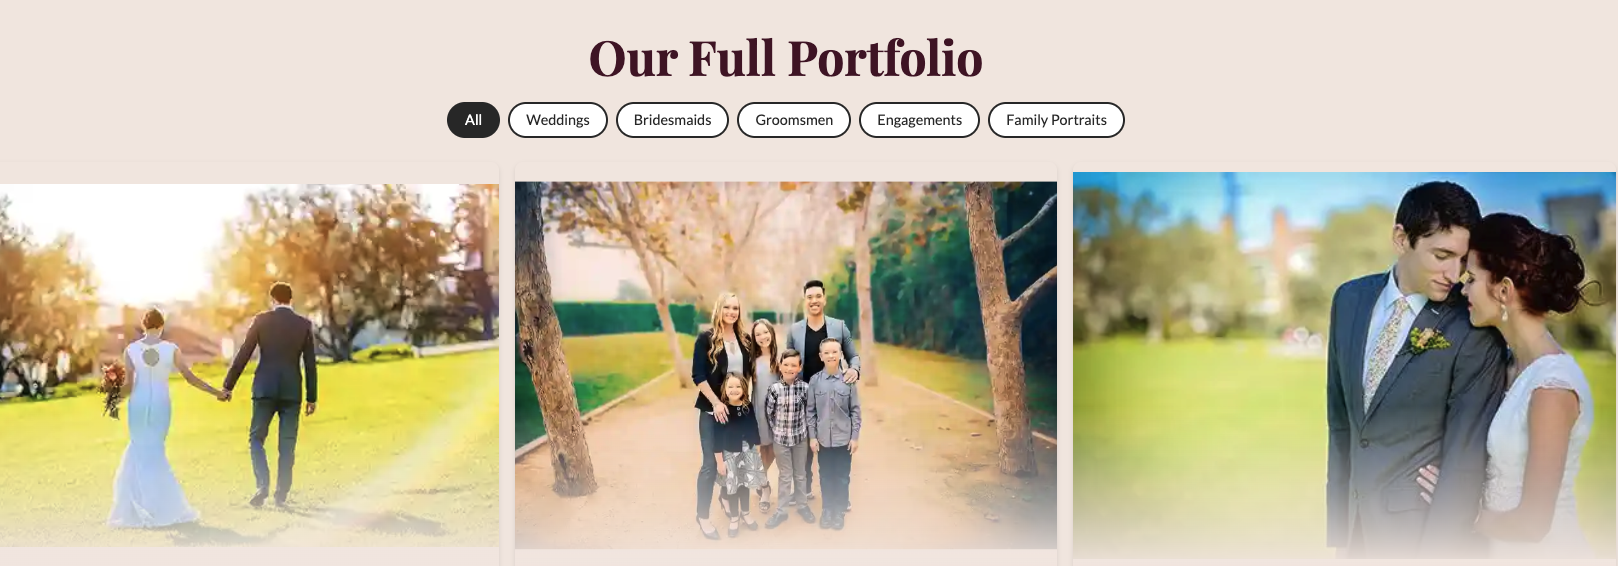 Our Full Portfolio
All Weddings Bridesmaids Groomsmen Engagements Family Portraits